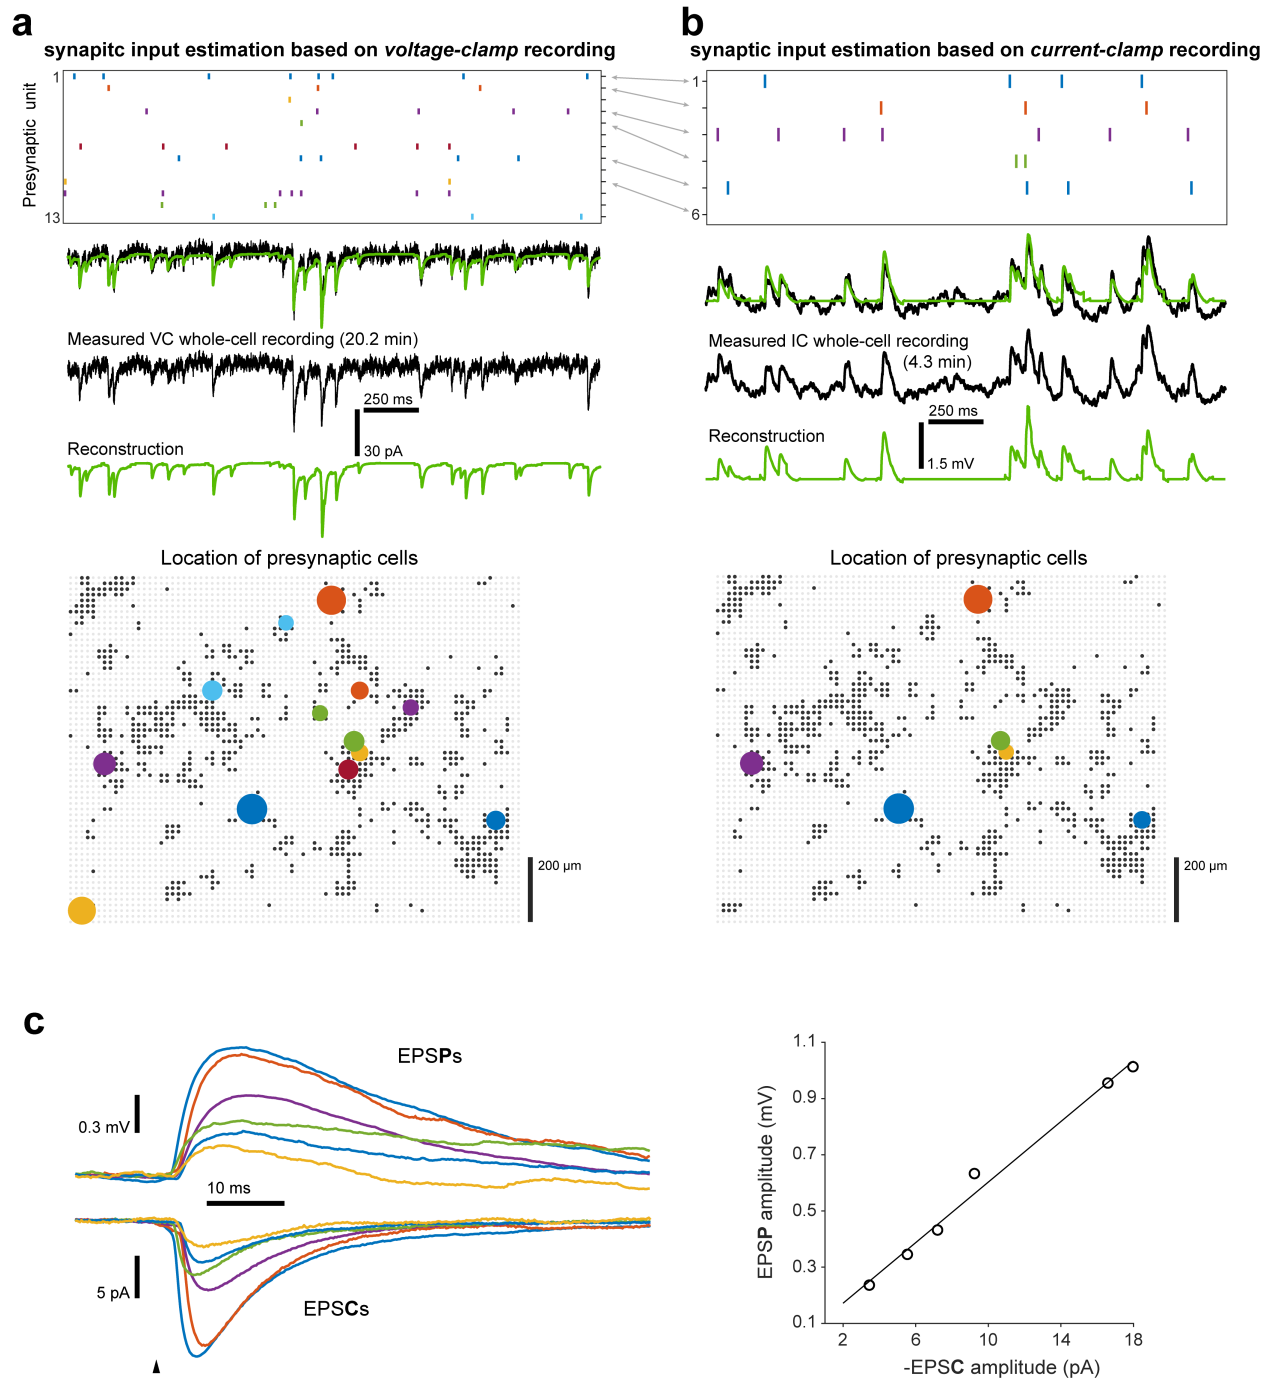 a
synapitc input estimation based on voltage-clamp recording
Presynaptic unit
1
13
Measured VC whole-cell recording (20.2 min)
250 ms
30 pA
Reconstruction
Location of presynaptic cells
200 µm
b
synaptic input estimation based on current-clamp recording
1
6
Measured IC whole-cell recording
(4.3 min)
250 ms
1.5 mV
Reconstruction
Location of presynaptic cells
200 µm
c
EPSPs
0.3 mV
10 ms
5 pA
EPSCs
EPSP amplitude (mV)
1.1
0.9
0.7
0.5
0.3
0.1
2 6 10 14 18
-EPSC amplitude (pA)